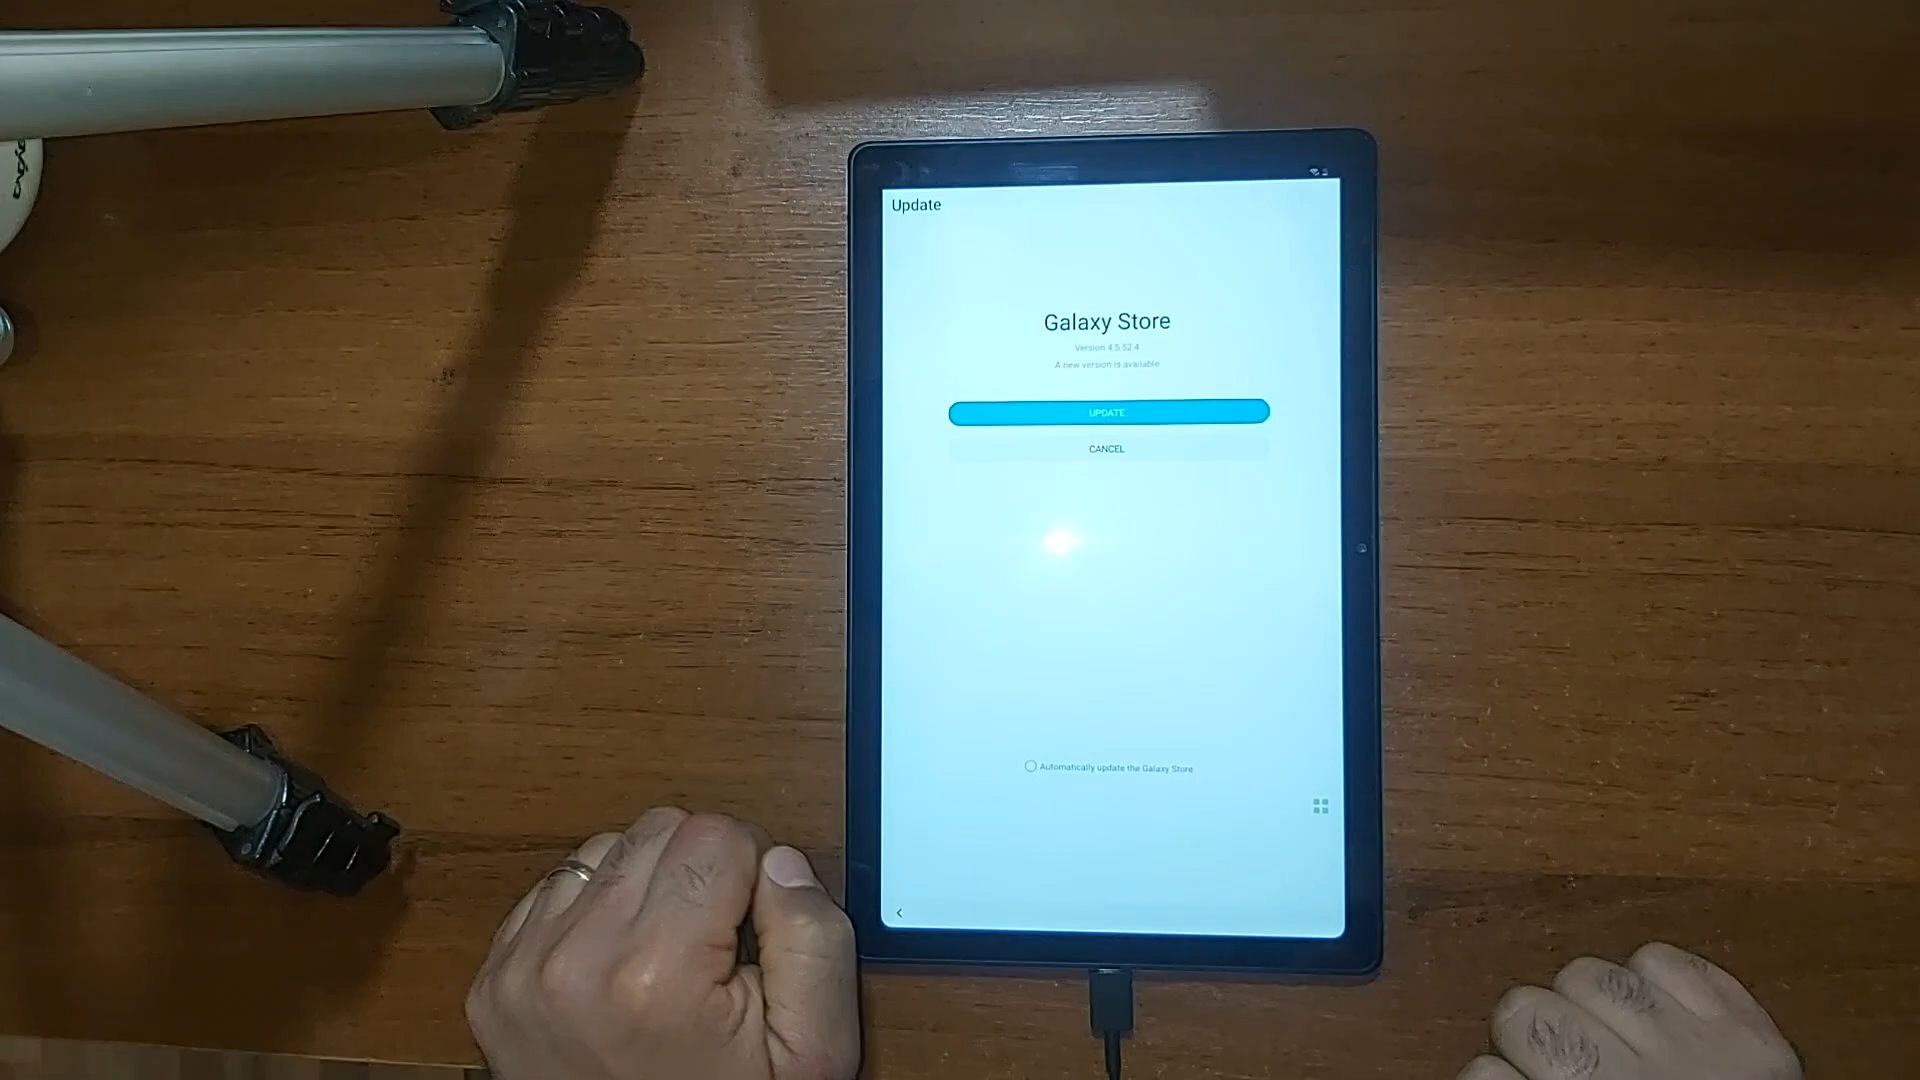 Update
Galaxy Store
Version 4.5.52.4
A new version is available
UPDATE
CANCEL
Automatically update the Galaxy Store